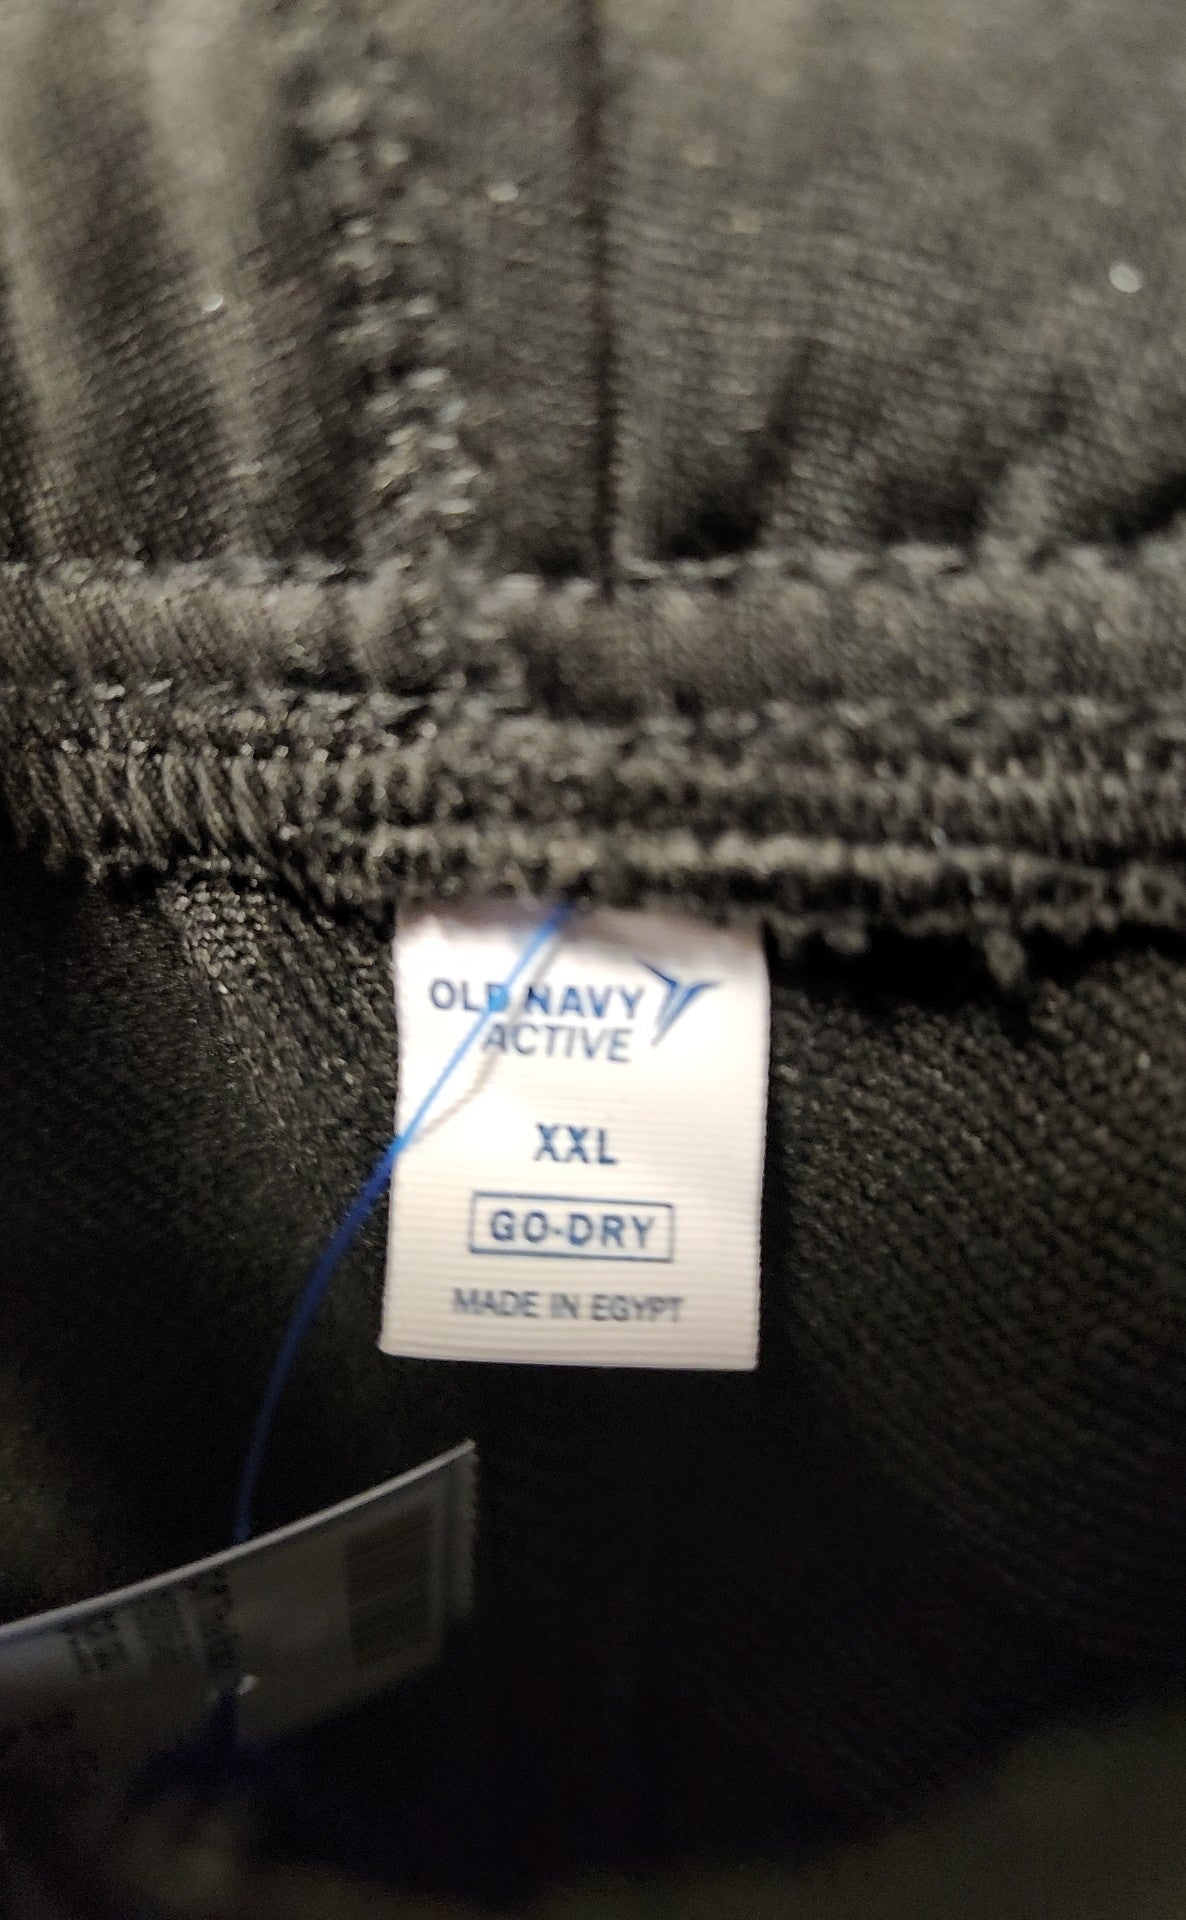 OLD NAVY
ACTIVE
XXL
GO-DRY
MADE IN EGYPT